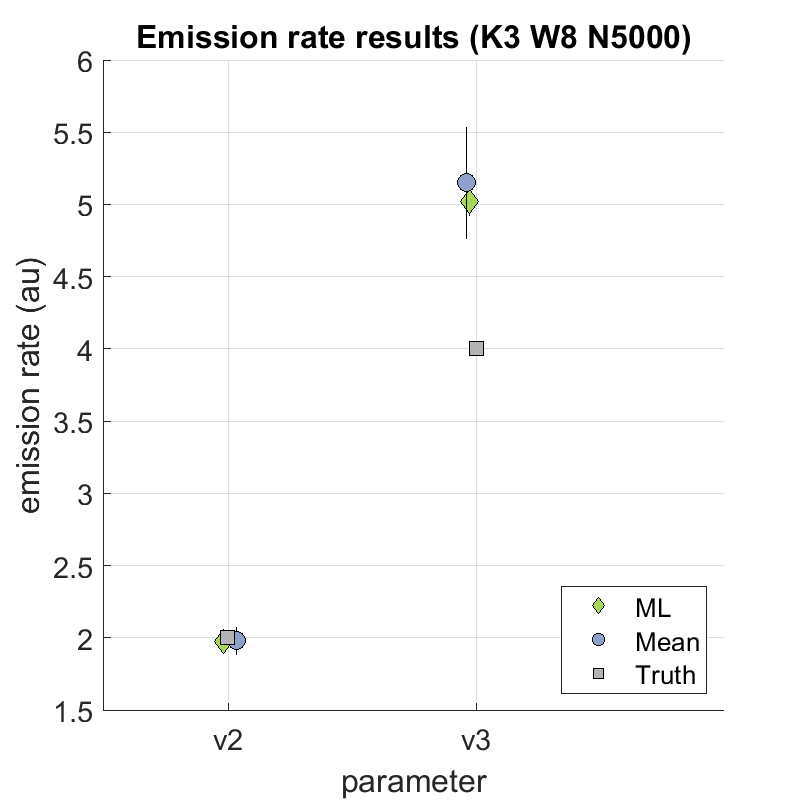 Emission rate results (K3 W8 N5000)
6
5.5
5
4.5
4
3.5
3
2.5
2
1.5
emission rate (au)
v2 v3
parameter
ML
Mean
Truth